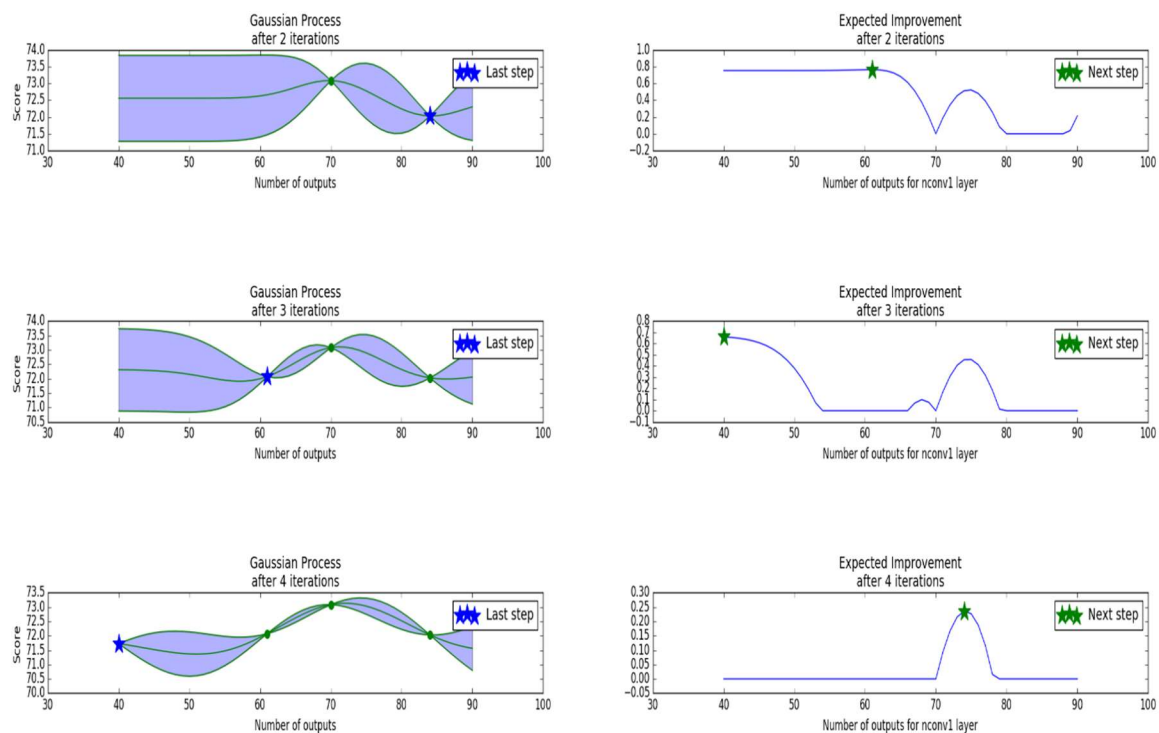 Gaussian Process
after 2 iterations
74.0
73.5
73.0
72.5
72.0
71.5
71.0
Score
Last step
30 40 50 60 70 80 90 100
Number of outputs
Expected Improvement
after 2 iterations
1.0
0.8
0.6
0.4
0.2
0.0
−0.2
Next step
30 40 50 60 70 80 90 100
Number of outputs for nconv1 layer
Gaussian Process
after 3 iterations
74.0
73.5
73.0
72.5
72.0
71.5
71.0
70.5
Score
Last step
30 40 50 60 70 80 90 100
Number of outputs
Expected Improvement
after 3 iterations
0.8
0.7
0.6
0.5
0.4
0.3
0.2
0.1
0.0
−0.1
Next step
30 40 50 60 70 80 90 100
Number of outputs for nconv1 layer
Gaussian Process
after 4 iterations
73.5
73.0
72.5
72.0
71.5
71.0
70.5
70.0
Score
Last step
30 40 50 60 70 80 90 100
Number of outputs
Expected Improvement
after 4 iterations
0.30
0.25
0.20
0.15
0.10
0.05
0.00
−0.05
Next step
30 40 50 60 70 80 90 100
Number of outputs for nconv1 layer